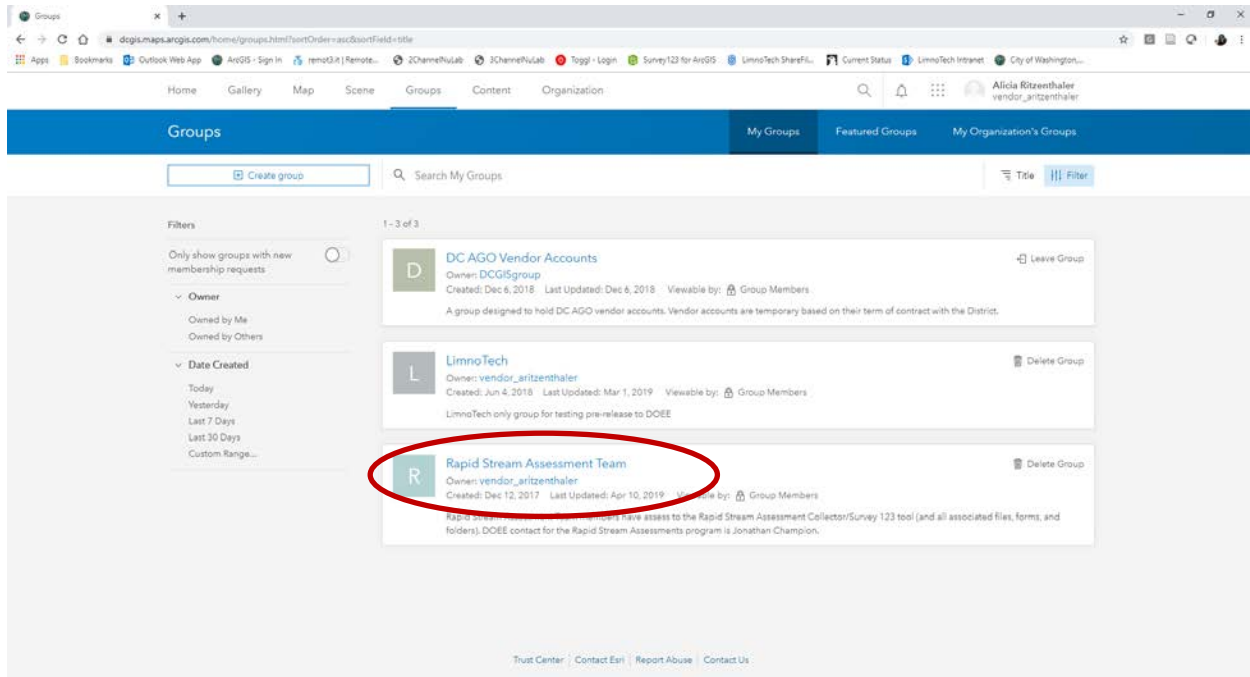 Groups
dcgis.maps.arcgis.com/home/groups.html?sortOrder=asc&sortField=title
Apps Bookmarks Outlook Web App ArcGIS - Sign In remot3.it | Remote... 2ChannelNuLab 3ChannelNuLab Toggl - Login Survey123 for ArcGIS LimnoTech ShareFil... Current Status LimnoTech Intranet City of Washington,...
Home Gallery Map Scene Groups Content Organization Alicia Ritzenthaler
vendor_aritzenthaler
Groups My Groups Featured Groups My Organization's Groups
Create group Search My Groups Title Filter
Filters
1 - 3 of 3
Only show groups with new
membership requests
Owner
Owned by Me
Owned by Others
Date Created
Today
Yesterday
Last 7 Days
Last 30 Days
Custom Range...
D
DC AGO Vendor Accounts
Leave Group
Owner: DCGISgroup
Created: Dec 6, 2018 Last Updated: Dec 6, 2018 Viewable by: Group Members
A group designed to hold DC AGO vendor accounts. Vendor accounts are temporary based on their term of contract with the District.
L
LimnoTech
Delete Group
Owner: vendor_aritzenthaler
Created: Jun 4, 2018 Last Updated: Mar 1, 2019 Viewable by: Group Members
LimnoTech only group for testing pre-release to DOEE
R
Rapid Stream Assessment Team
Delete Group
Owner: vendor_aritzenthaler
Created: Dec 12, 2017 Last Updated: Apr 10, 2019 Viewable by: Group Members
Rapid Stream Assessment Team members have assess to the Rapid Stream Assessment Collector/Survey 123 tool (and all associated files, forms, and
folders). DOEE contact for the Rapid Stream Assessments program is Jonathan Champion.
Trust Center | Contact Esri | Report Abuse | Contact Us